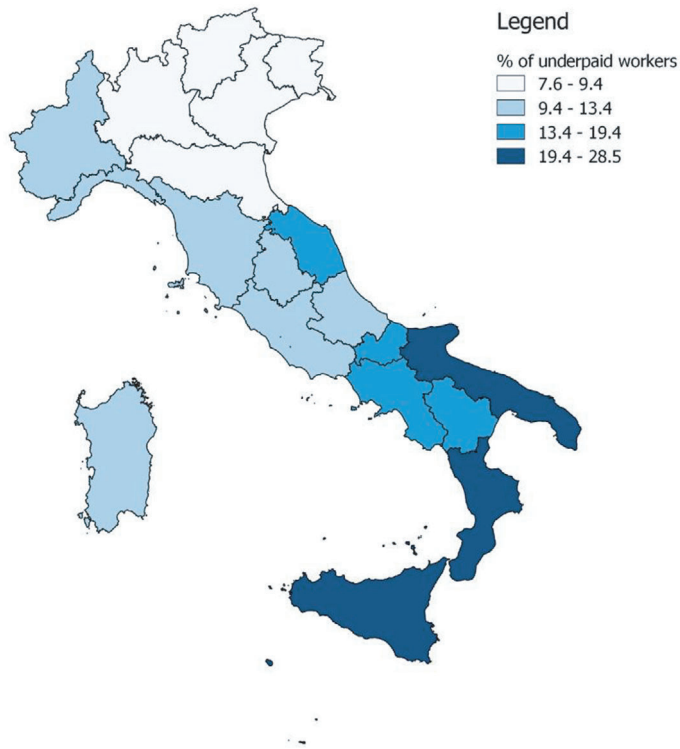 Legend
% of underpaid workers
7.6 - 9.4
9.4 - 13.4
13.4 - 19.4
19.4 - 28.5